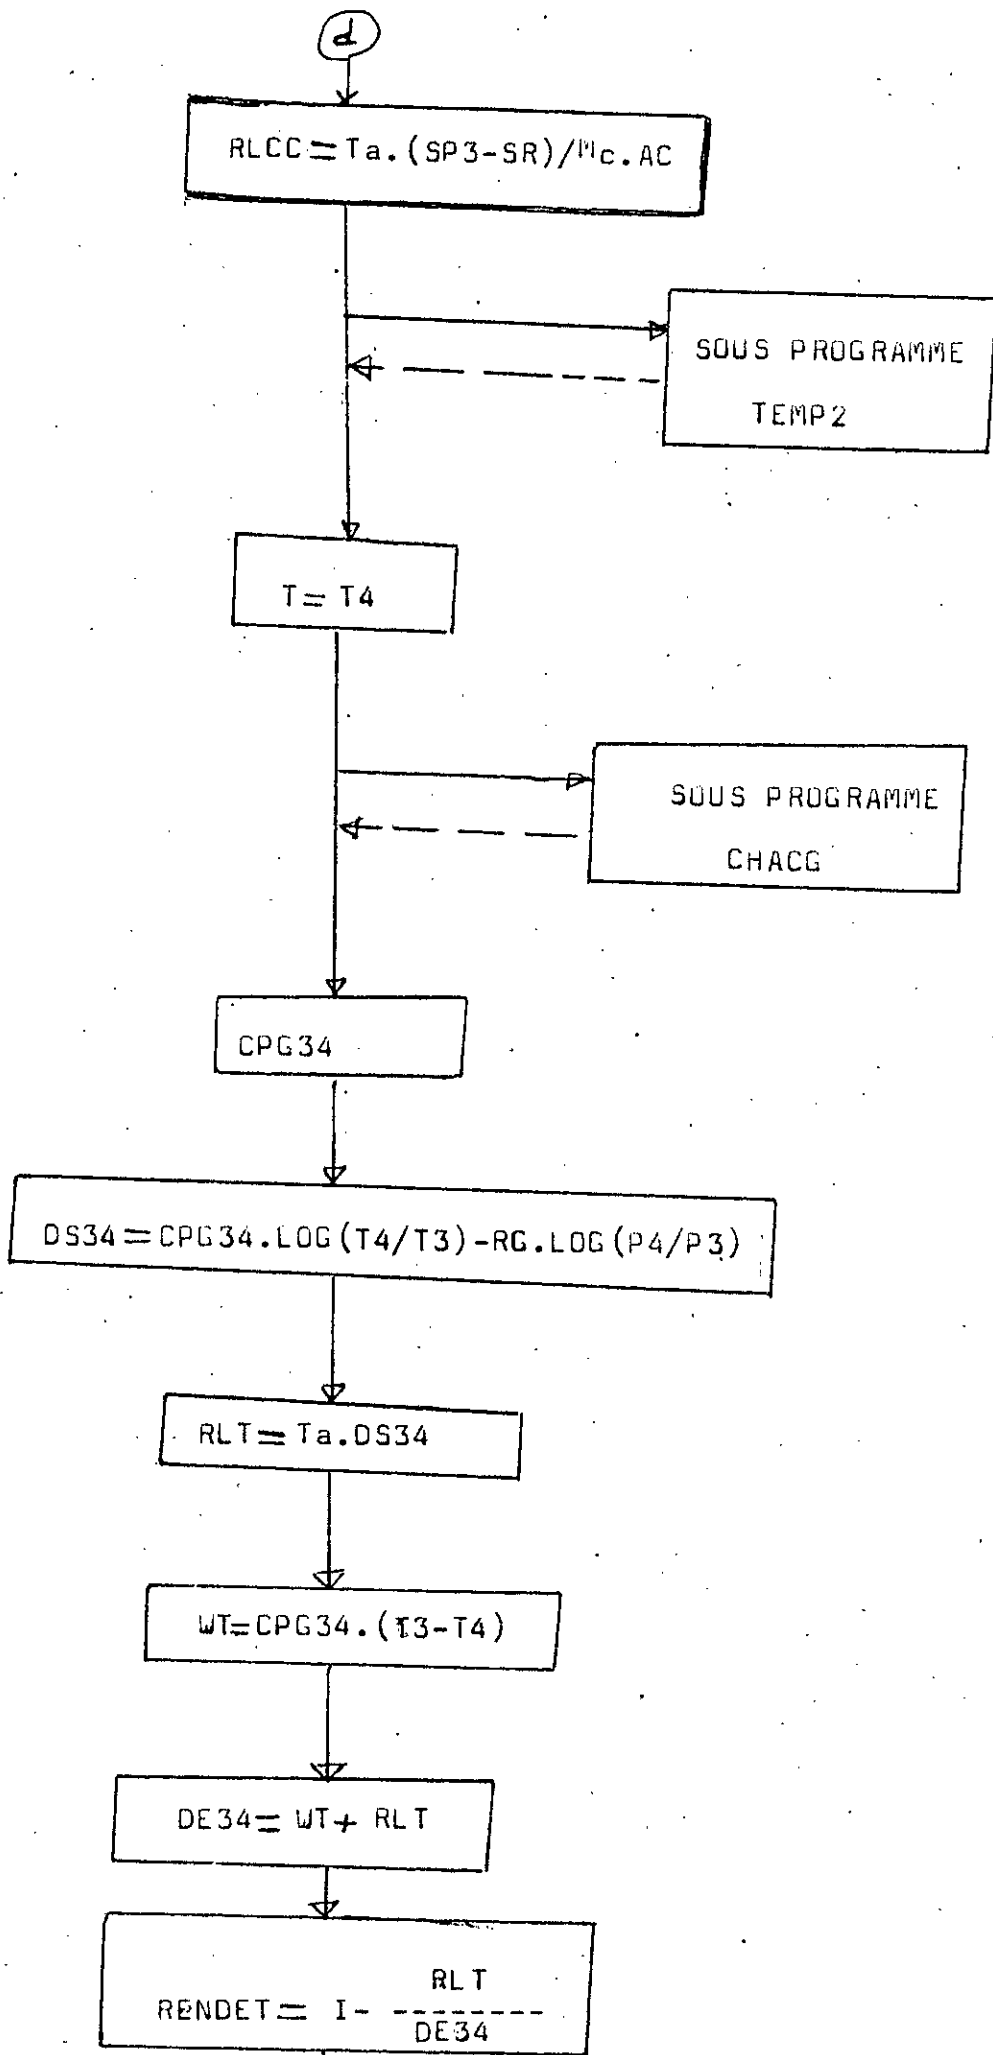 d
RLCC = Ta.(SP3-SR)/Mc.AC
SOUS PROGRAMME
TEMP2
T = T4
SOUS PROGRAMME
CHACG
CPG34
DS34 = CPG34.LOG(T4/T3)-RG.LOG(P4/P3)
RLT = Ta.DS34
WT=CPG34.(T3-T4)
DE34 = WT + RLT
RLT
RENDET = I- --------
DE34